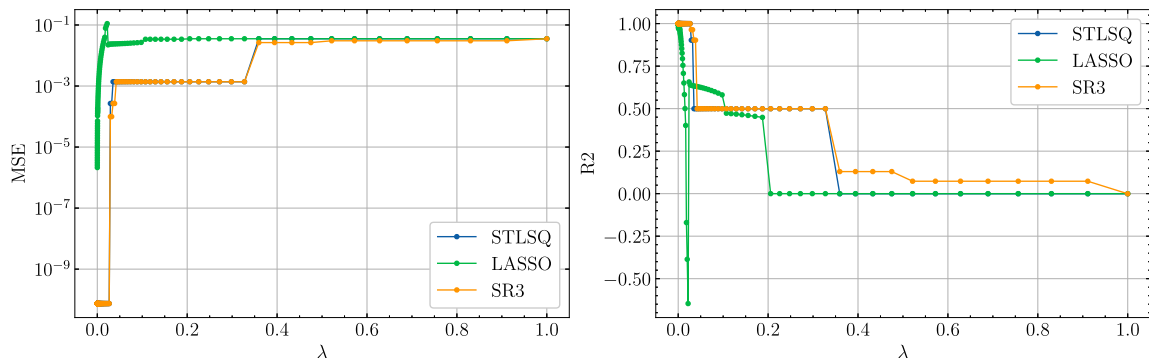 10⁻¹
10⁻³
10⁻⁵
10⁻⁷
10⁻⁹
MSE
0.0 0.2 0.4 0.6 0.8 1.0
λ
STLSQ
LASSO
SR3
1.00
0.75
0.50
0.25
0.00
−0.25
−0.50
R2
0.0 0.2 0.4 0.6 0.8 1.0
λ
STLSQ
LASSO
SR3